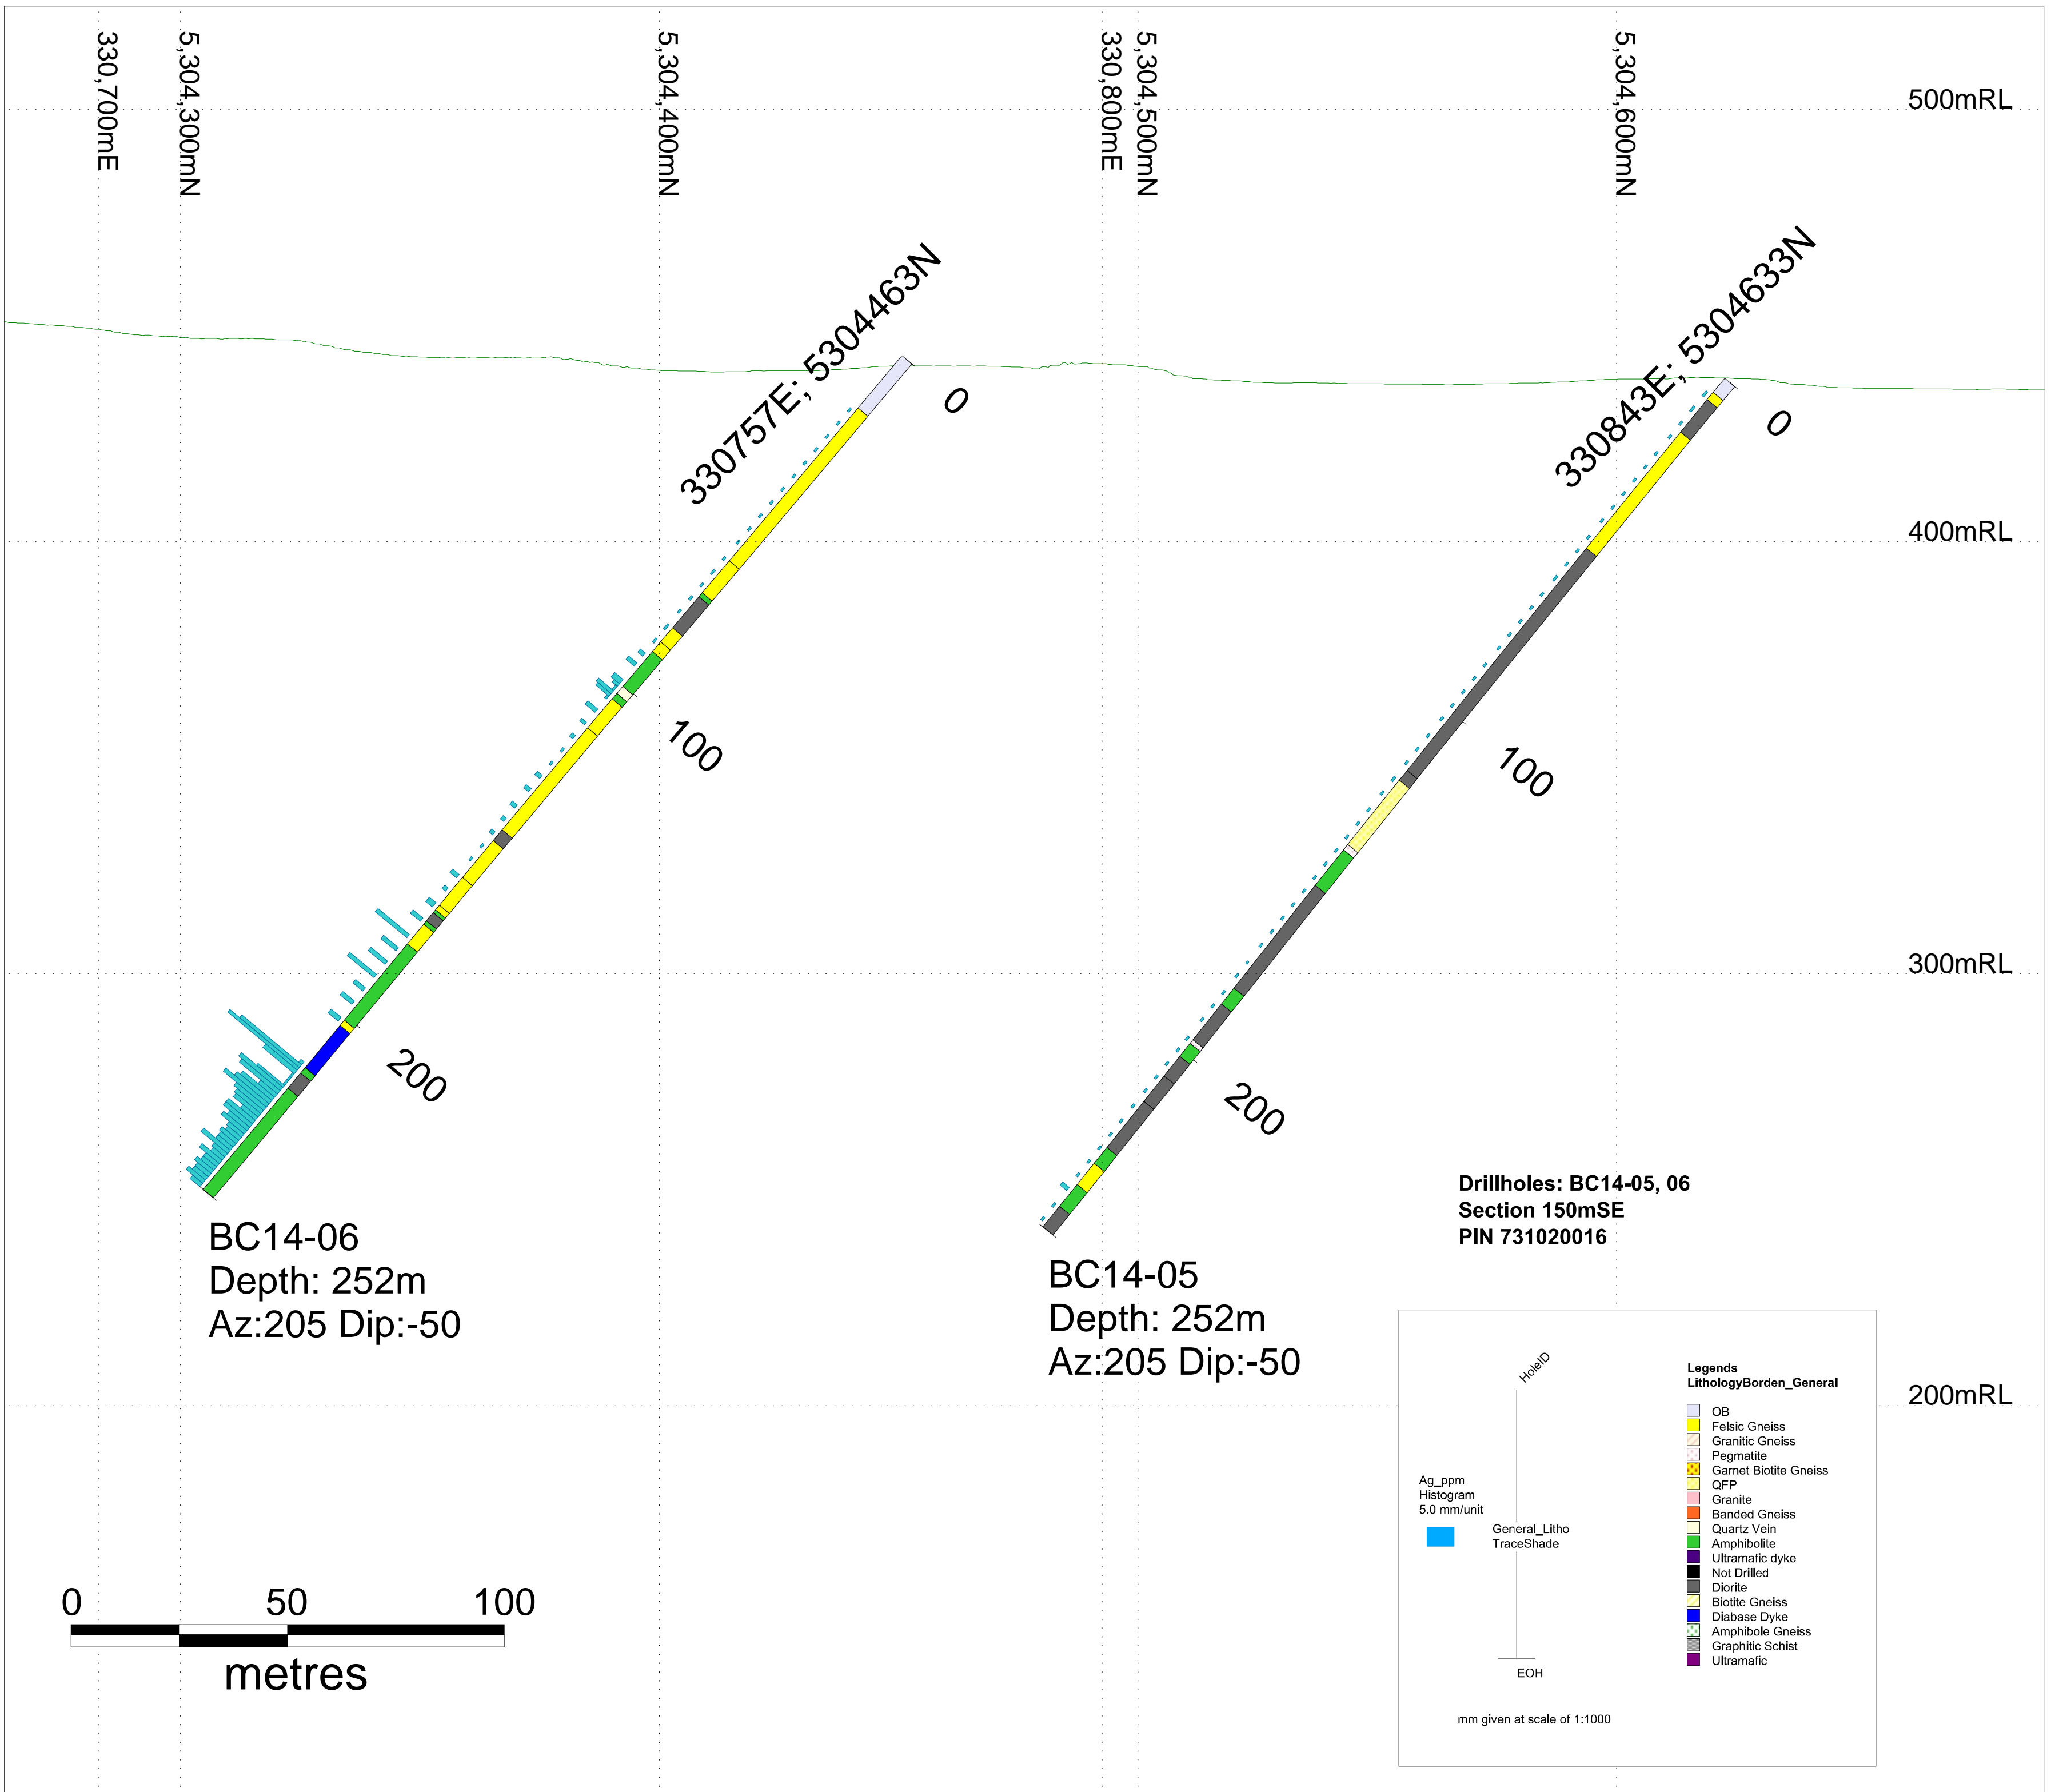 330,700mE
5,304,300mN
5,304,400mN
330,800mE
5,304,500mN
5,304,600mN
500mRL
400mRL
300mRL
200mRL
330757E; 5304463N
0
100
200
BC14-06
Depth: 252m
Az:205 Dip:-50
330843E; 5304633N
0
100
200
BC14-05
Depth: 252m
Az:205 Dip:-50
Drillholes: BC14-05, 06
Section 150mSE
PIN 731020016
0 50 100
metres
HoleID
Ag_ppm
Histogram
5.0 mm/unit
General_Litho
TraceShade
EOH
mm given at scale of 1:1000
Legends
LithologyBorden_General
OB
Felsic Gneiss
Granitic Gneiss
Pegmatite
Garnet Biotite Gneiss
QFP
Granite
Banded Gneiss
Quartz Vein
Amphibolite
Ultramafic dyke
Not Drilled
Diorite
Biotite Gneiss
Diabase Dyke
Amphibole Gneiss
Graphitic Schist
Ultramafic